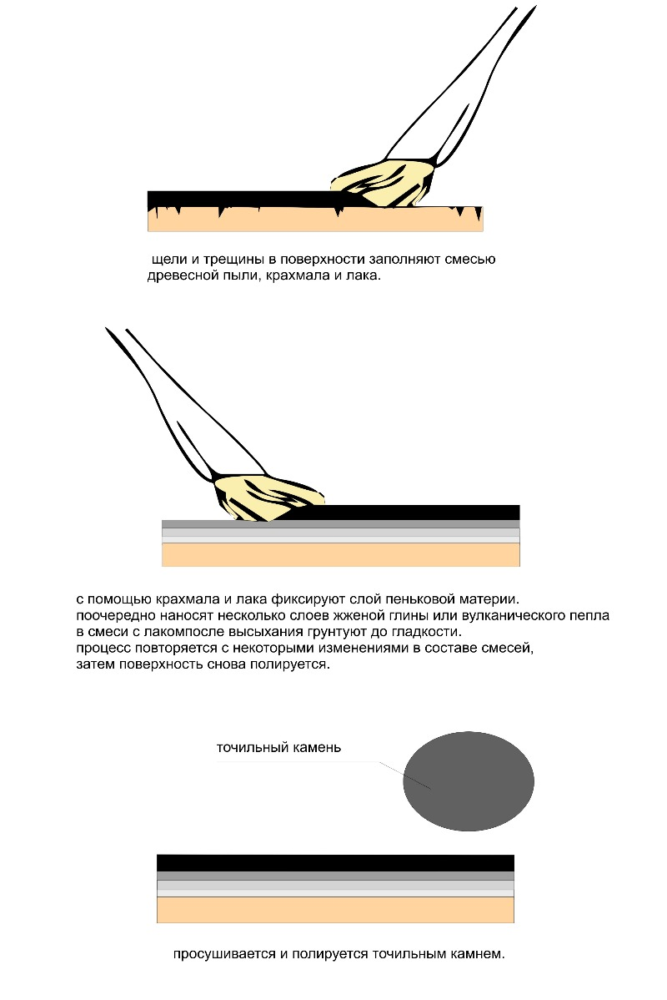 щели и трещины в поверхности заполняют смесью
древесной пыли, крахмала и лака.
с помощью крахмала и лака фиксируют слой пеньковой материи.
поочередно наносят несколько слоев жженой глины или вулканического пепла
в смеси с лакомпосле высыхания грунтуют до гладкости.
процесс повторяется с некоторыми изменениями в составе смесей,
затем поверхность снова полируется.
точильный камень
просушивается и полируется точильным камнем.